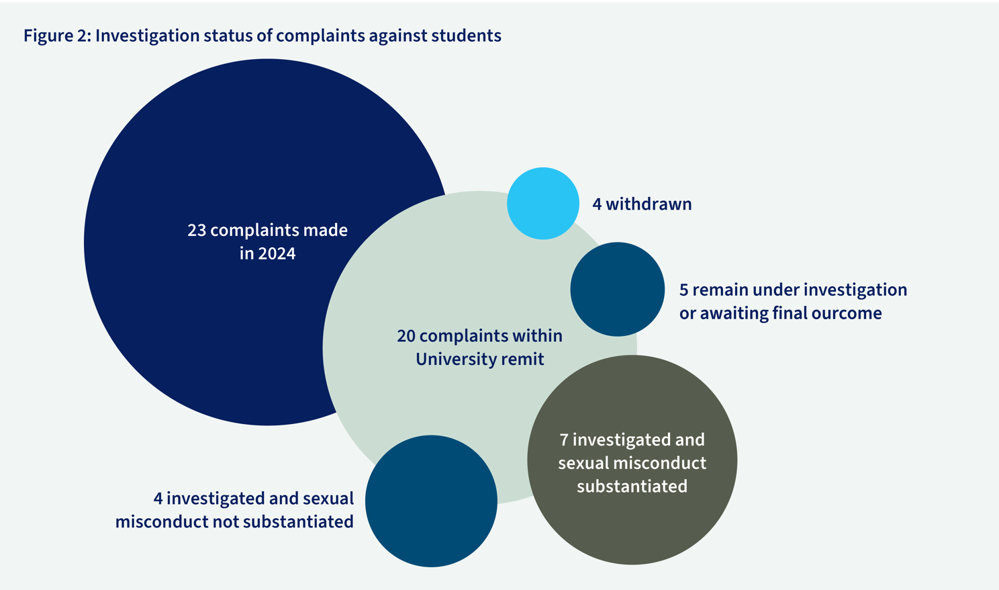 Figure 2: Investigation status of complaints against students
23 complaints made
in 2024
4 withdrawn
5 remain under investigation
or awaiting final ourcome
20 complaints within
University remit
7 investigated and
sexual misconduct
substantiated
4 investigated and sexual
misconduct not substantiated